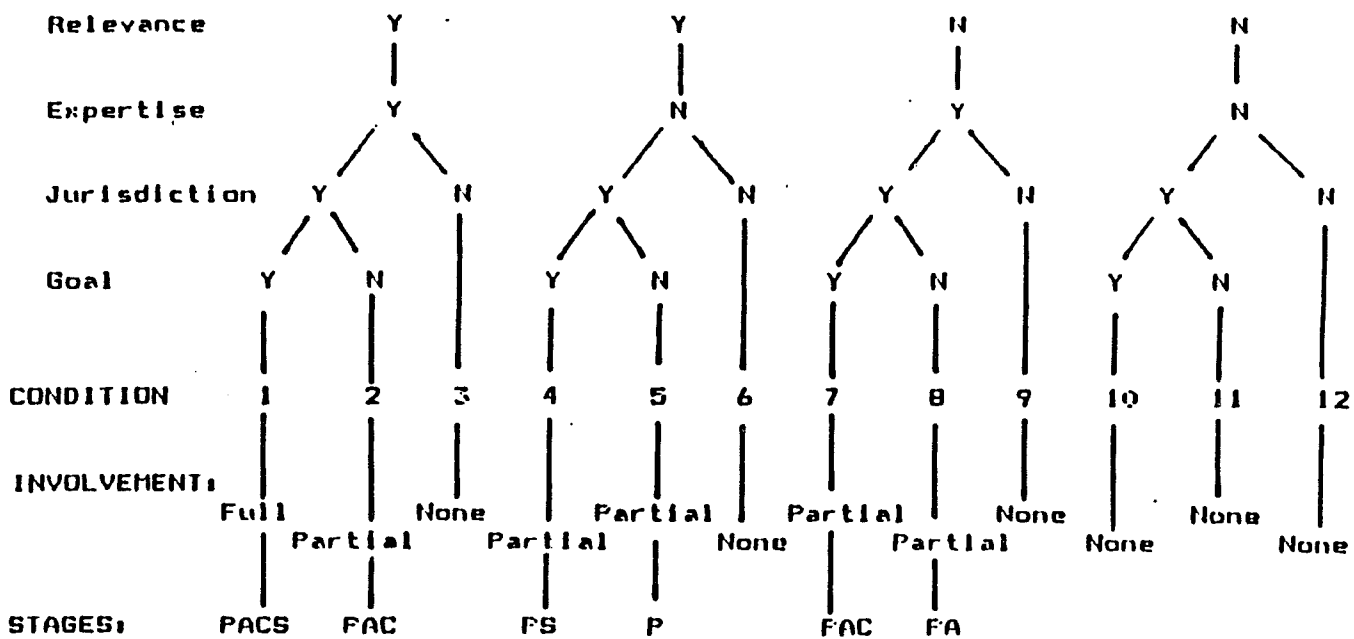 Relevance Y Y N N
Expertise Y N Y N
Jurisdiction Y N Y N Y N Y N
Goal Y N Y N Y N Y N
CONDITION 1 2 3 4 5 6 7 8 9 10 11 12
INVOLVEMENT:
Full None Partial Partial None None
Partial Partial None Partial None None
STAGES: PACS PAC PS P PAC PA